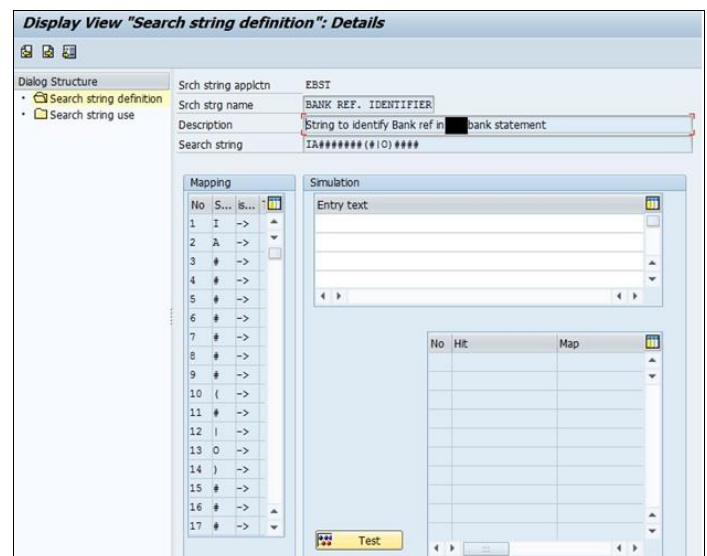 Display View "Search string definition": Details
Dialog Structure
Search string definition
Search string use
Srch string applctn EBST
Srch strg name BANK REF. IDENTIFIER
Description String to identify Bank ref in bank statement
Search string IA#######(#|O)####
Mapping
No S... is...
1 I ->
2 A ->
3 # ->
4 # ->
5 # ->
6 # ->
7 # ->
8 # ->
9 # ->
10 ( ->
11 # ->
12 | ->
13 O ->
14 ) ->
15 # ->
16 # ->
17 # ->
Simulation
Entry text
No Hit Map
Test